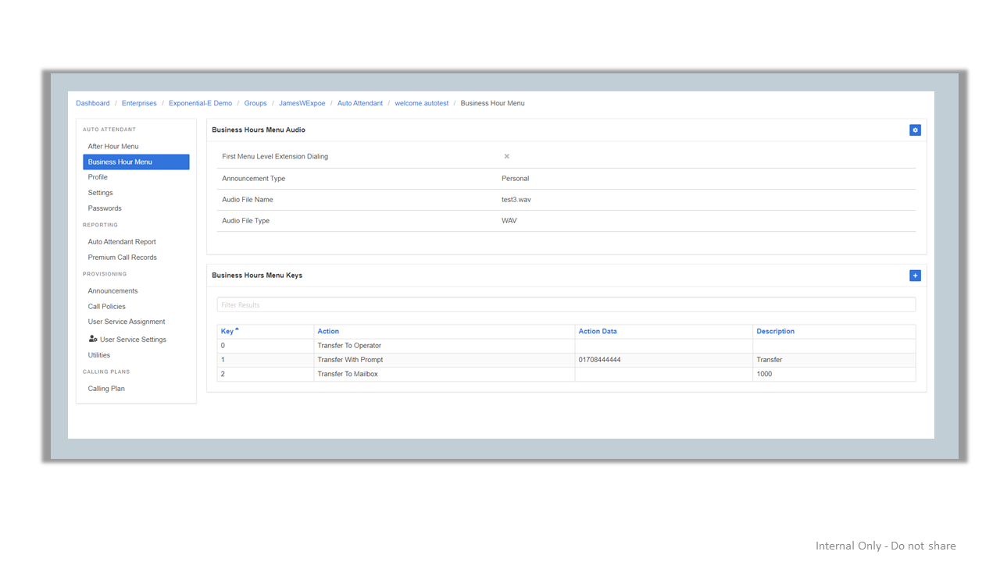 Dashboard / Enterprises / Exponential-E Demo / Groups / JamesWExpoe / Auto Attendant / welcome.autotest / Business Hour Menu
AUTO ATTENDANT
After Hour Menu
Business Hour Menu
Profile
Settings
Passwords
REPORTING
Auto Attendant Report
Premium Call Records
PROVISIONING
Announcements
Call Policies
User Service Assignment
User Service Settings
Utilities
CALLING PLANS
Calling Plan
Business Hours Menu Audio
First Menu Level Extension Dialing
Announcement Type Personal
Audio File Name test3.wav
Audio File Type WAV
Business Hours Menu Keys
Filter Results
Key Action Action Data Description
0 Transfer To Operator
1 Transfer With Prompt 01708444444 Transfer
2 Transfer To Mailbox 1000
Internal Only - Do not share